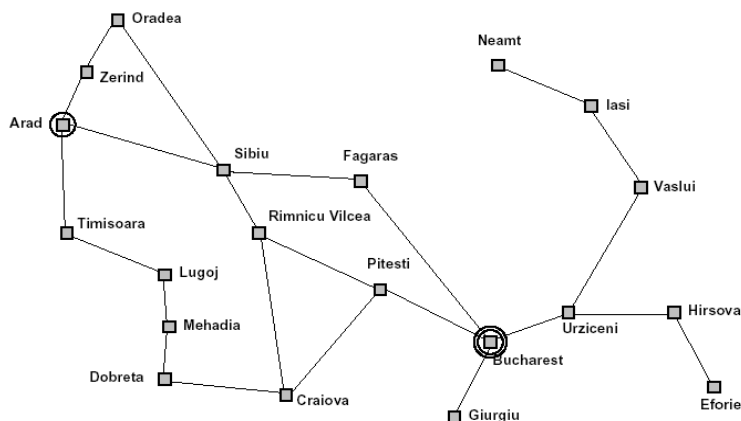 Oradea
Neamt
Zerind
Iasi
Arad
Sibiu
Fagaras
Vaslui
Timisoara
Rimnicu Vilcea
Lugoj
Pitesti
Mehadia
Hirsova
Urziceni
Bucharest
Dobreta
Craiova
Eforie
Giurgiu